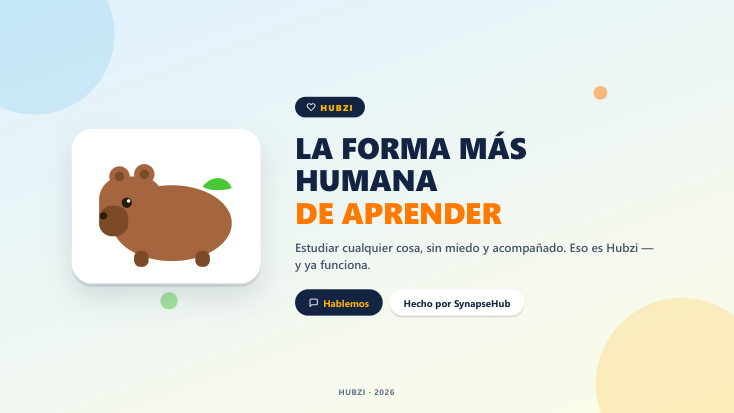 HUBZI
LA FORMA MÁS
HUMANA
DE APRENDER
Estudiar cualquier cosa, sin miedo y acompañado. Eso es Hubzi —
y ya funciona.
Hablemos
Hecho por SynapseHub
HUBZI · 2026